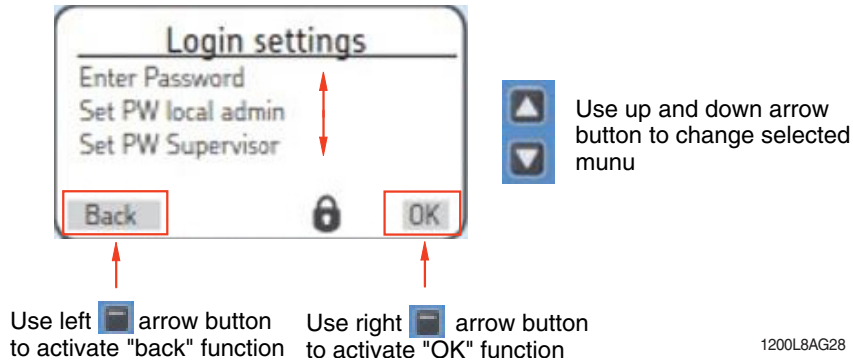 Login settings
Enter Password
Set PW local admin
Set PW Supervisor
Back
OK
Use up and down arrow
button to change selected
munu
Use left arrow button
to activate "back" function
Use right arrow button
to activate "OK" function
1200L8AG28